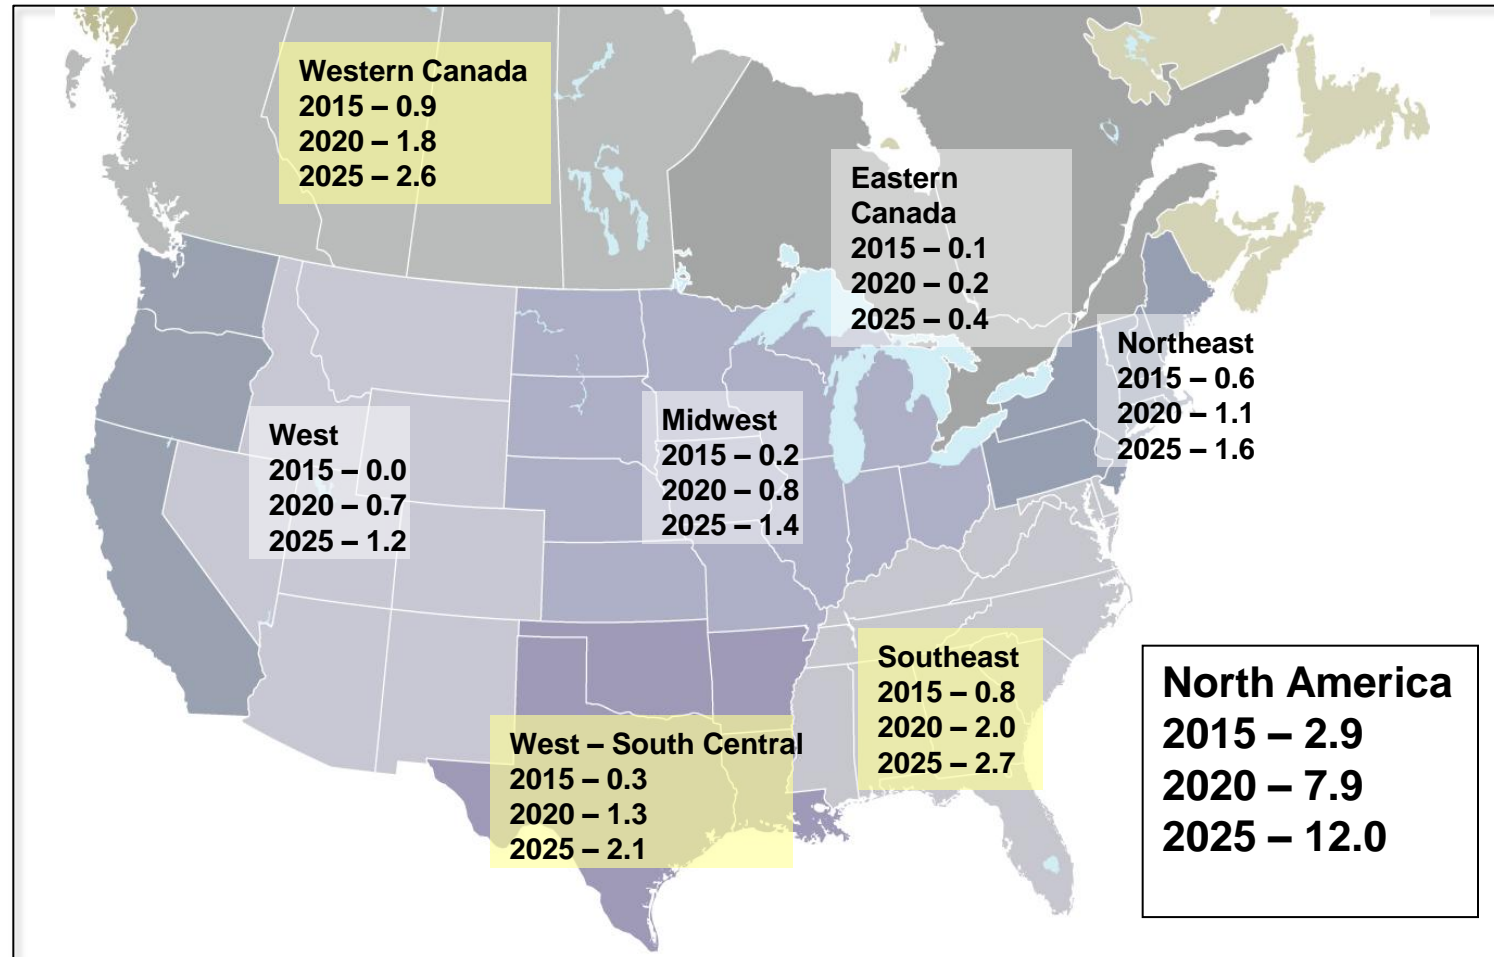 Western Canada
2015 – 0.9
2020 – 1.8
2025 – 2.6
Eastern
Canada
2015 – 0.1
2020 – 0.2
2025 – 0.4
Northeast
2015 – 0.6
2020 – 1.1
2025 – 1.6
West
2015 – 0.0
2020 – 0.7
2025 – 1.2
Midwest
2015 – 0.2
2020 – 0.8
2025 – 1.4
Southeast
2015 – 0.8
2020 – 2.0
2025 – 2.7
West – South Central
2015 – 0.3
2020 – 1.3
2025 – 2.1
North America
2015 – 2.9
2020 – 7.9
2025 – 12.0